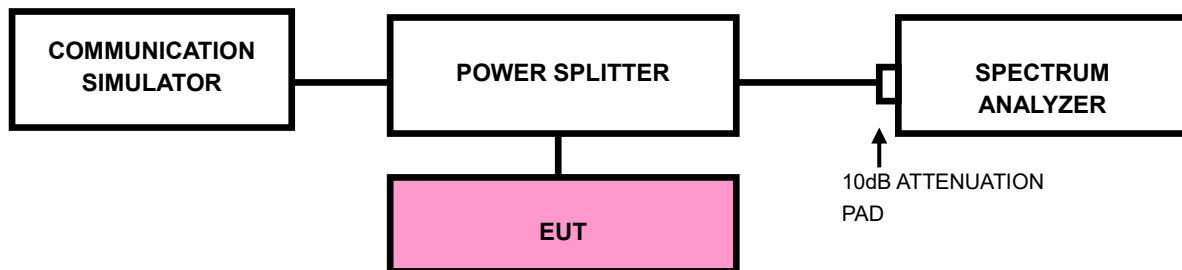 COMMUNICATION
SIMULATOR
POWER SPLITTER
SPECTRUM
ANALYZER
10dB ATTENUATION
PAD
EUT